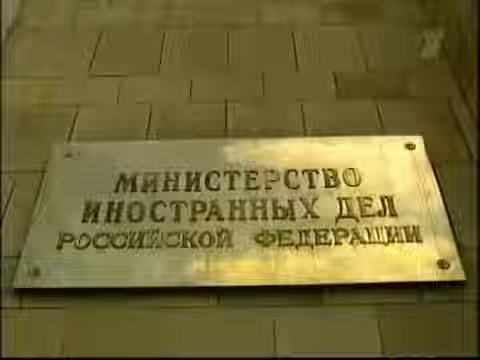 МИНИСТЕРСТВО
ИНОСТРАННЫХ ДЕЛ
РОССИЙСКОЙ ФЕДЕРАЦИИ